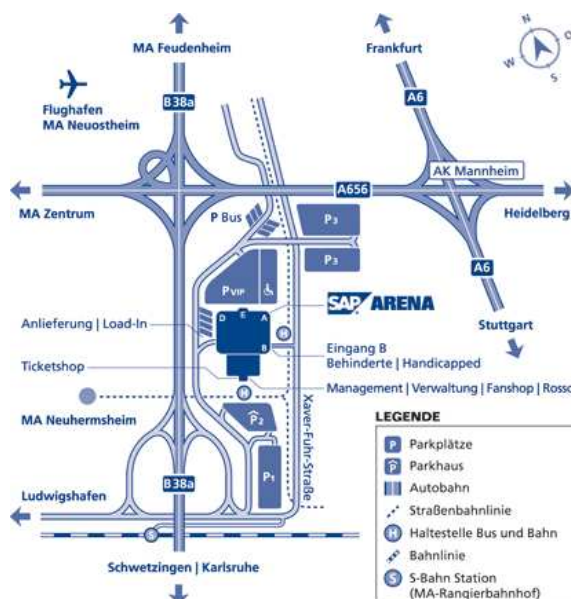 MA Feudenheim
Frankfurt
N
O
W
S
B38a
A6
Flughafen
MA Neuostheim
AK Mannheim
A656
MA Zentrum
Heidelberg
P Bus
P3
P3
A6
P VIP
SAP ARENA
D
E
A
Anlieferung | Load-In
H
Stuttgart
B
Eingang B
Behinderte | Handicapped
Ticketshop
Management | Verwaltung | Fanshop | Rossc
H
MA Neuhermsheim
P2
Xaver-Fuhr-Straße
P1
B38a
Ludwigshafen
S
Schwetzingen | Karlsruhe
LEGENDE
P Parkplätze
P Parkhaus
Autobahn
Straßenbahnlinie
H Haltestelle Bus und Bahn
Bahnlinie
S S-Bahn Station
(MA-Rangierbahnhof)